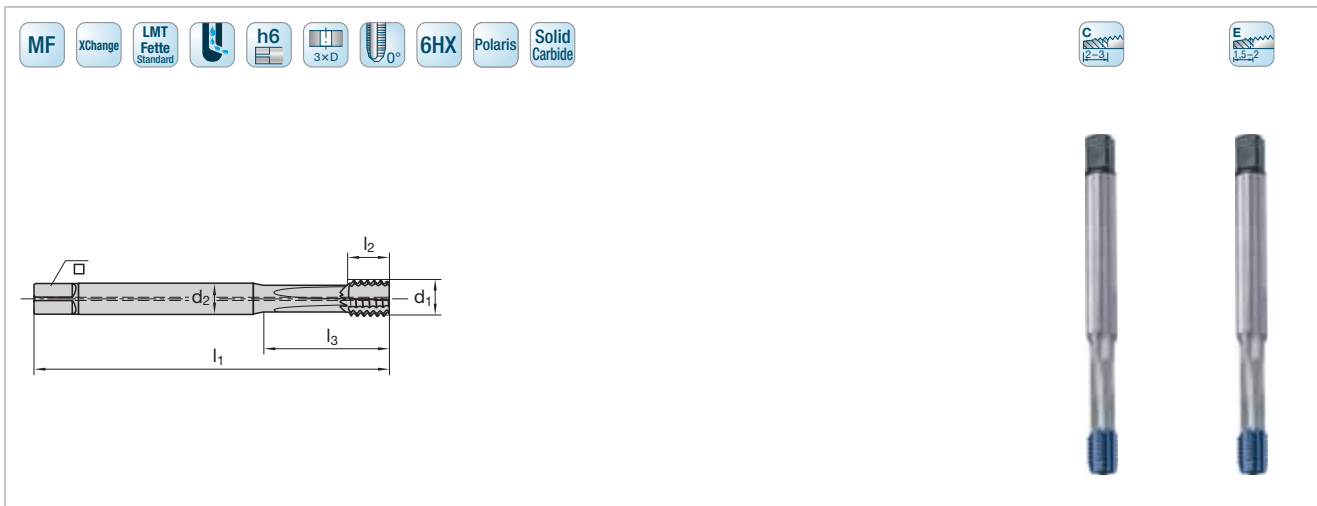 MF
XChange
LMT
Fette
Standard
h6
3×D
0°
6HX
Polaris
Solid
Carbide
C
2–3
E
1,5–2
l2
d2
d1
l3
l1